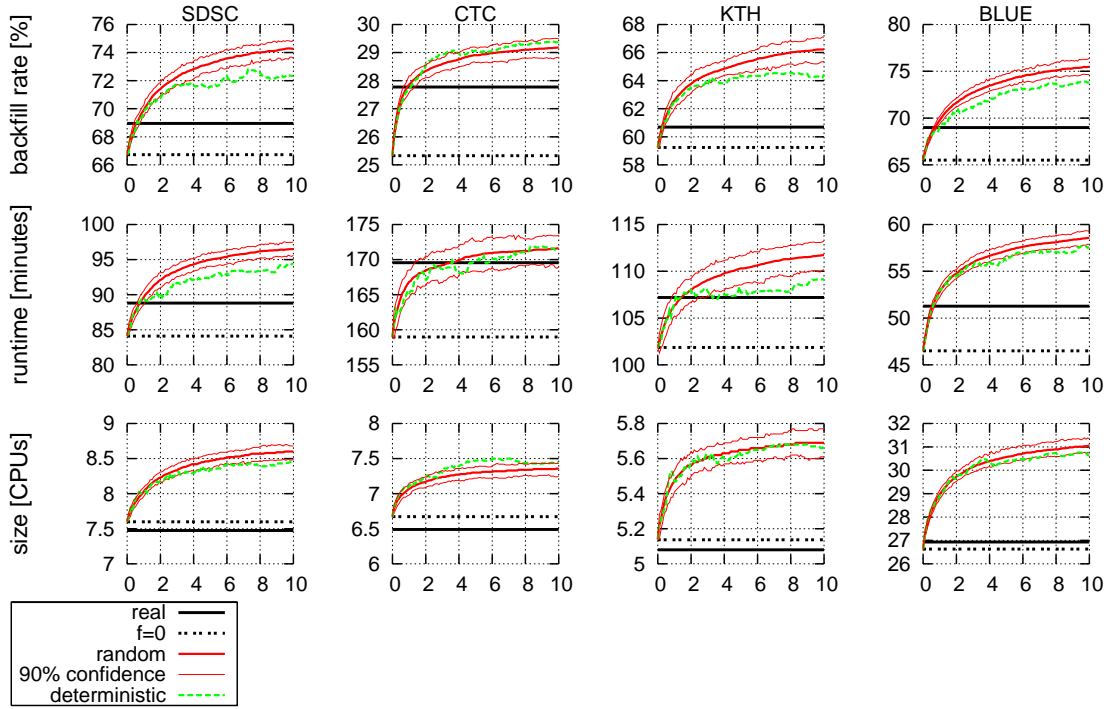 SDSC CTC KTH BLUE
backfill rate [%]
76 30 68 80
74 29 66 75
72 28 64 70
70 27 62 65
68 26 60
66 25 58
0 2 4 6 8 10 0 2 4 6 8 10 0 2 4 6 8 10 0 2 4 6 8 10
runtime [minutes]
100 175 115 60
95 170 110 55
90 165 105 50
85 160 100 45
80 155
0 2 4 6 8 10 0 2 4 6 8 10 0 2 4 6 8 10 0 2 4 6 8 10
size [CPUs]
9 8 5.8 32
8.5 7.5 5.6 31
8 7 5.4 30
7.5 6.5 5.2 29
7 6 5 28
27
26
0 2 4 6 8 10 0 2 4 6 8 10 0 2 4 6 8 10 0 2 4 6 8 10
real
f=0
random
90% confidence
deterministic